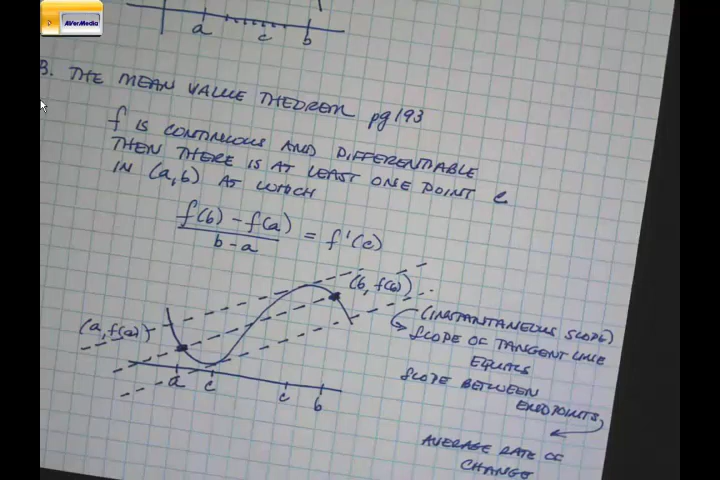 AVerMedia
a c b
3. THE MEAN VALUE THEOREM pg 193
f IS CONTINUOUS AND DIFFERENTIABLE
THEN THERE IS AT LEAST ONE POINT c
IN (a,b) AT WHICH
f(b) - f(a) / b - a = f'(c)
(b, f(b))
(a, f(a))
a c c b
(INSTANTANEOUS SLOPE)
SLOPE OF TANGENT LINE
EQUALS
SLOPE BETWEEN
ENDPOINTS
AVERAGE RATE OF
CHANGE